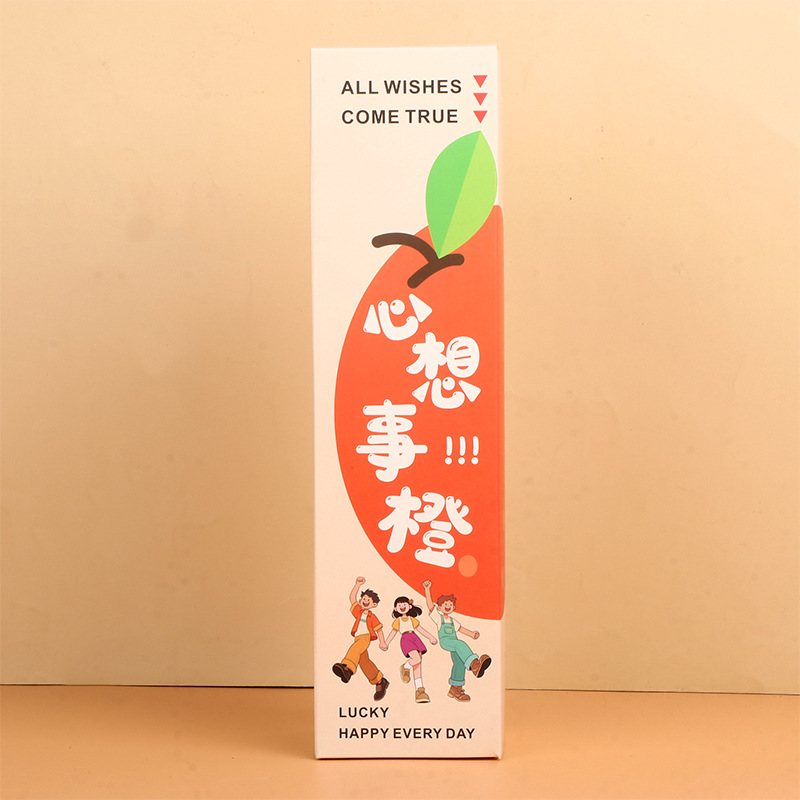 ALL WISHES
COME TRUE
心
想
事!!!
橙
LUCKY
HAPPY EVERY DAY